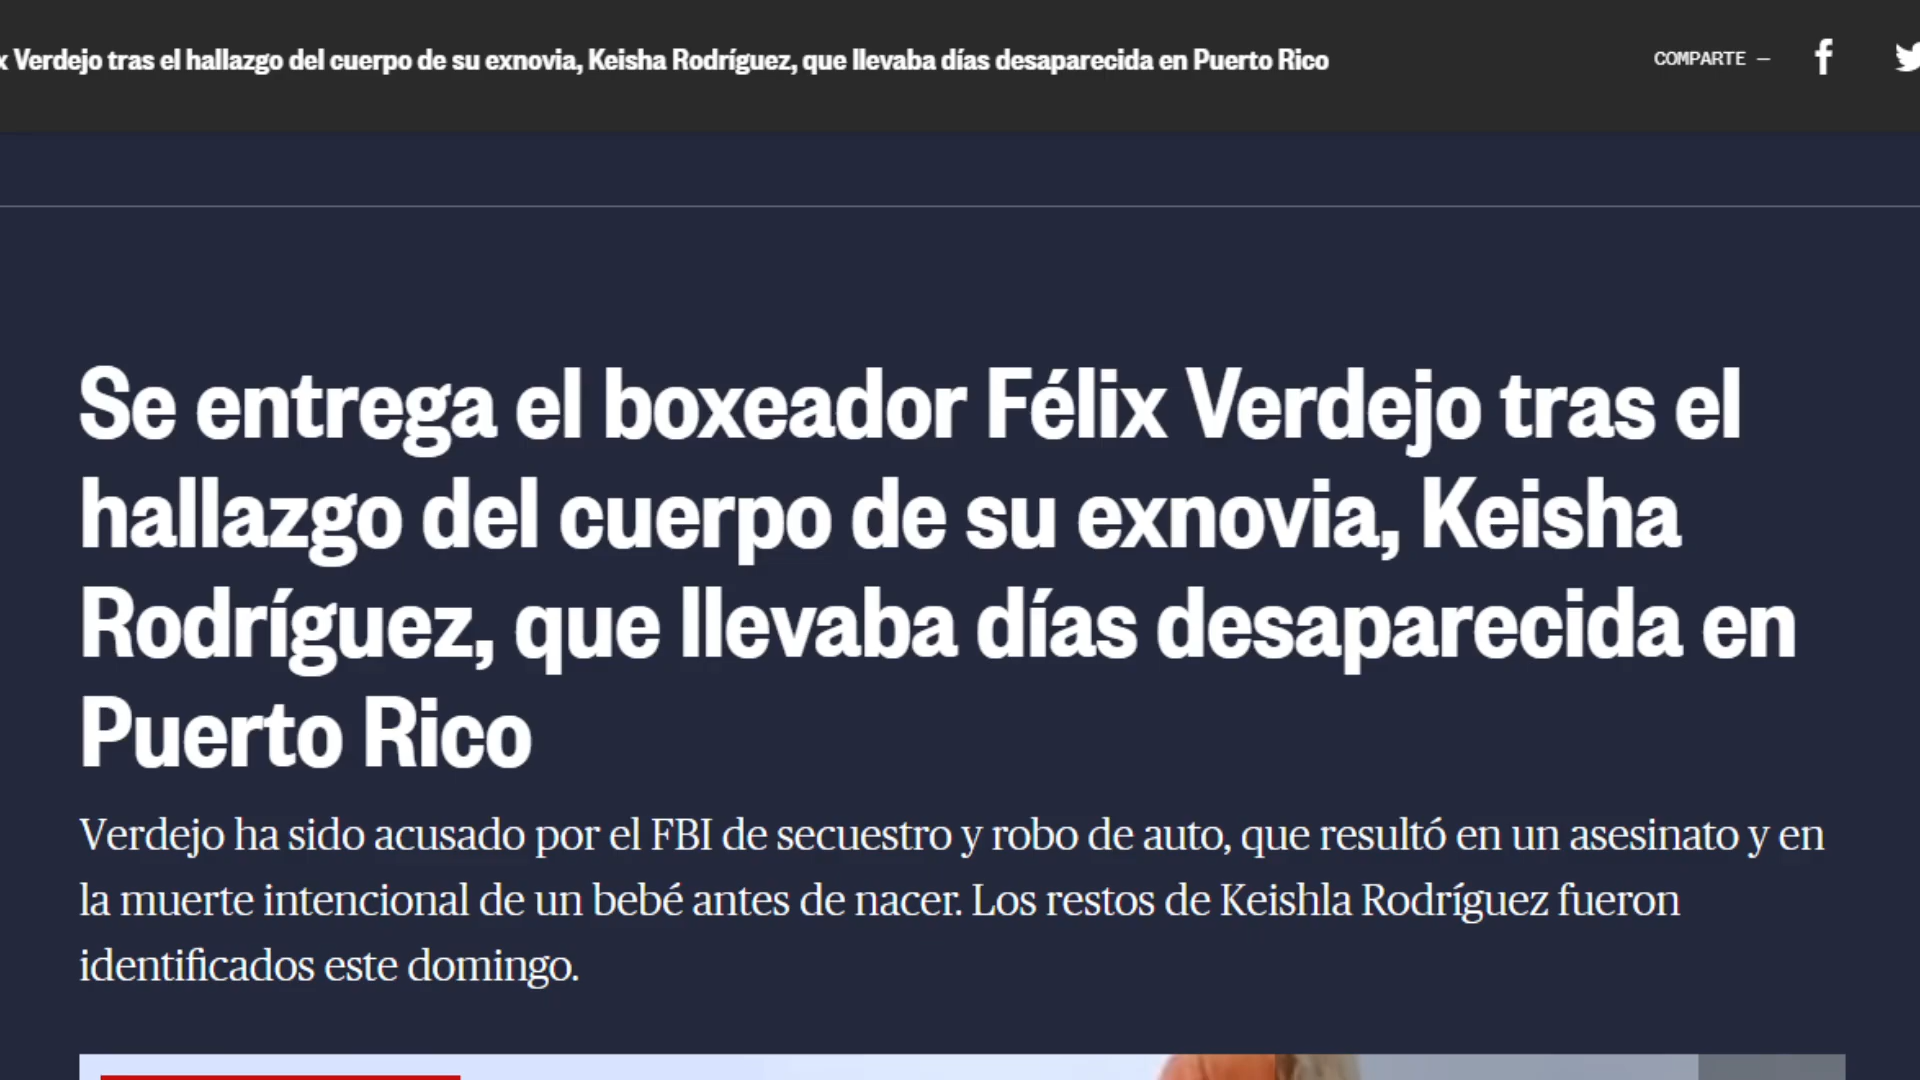 Verdejo tras el hallazgo del cuerpo de su exnovia, Keisha Rodríguez, que llevaba días desaparecida en Puerto Rico
COMPARTE —
Se entrega el boxeador Félix Verdejo tras el
hallazgo del cuerpo de su exnovia, Keisha
Rodríguez, que llevaba días desaparecida en
Puerto Rico
Verdejo ha sido acusado por el FBI de secuestro y robo de auto, que resultó en un asesinato y en
la muerte intencional de un bebé antes de nacer. Los restos de Keishla Rodríguez fueron
identificados este domingo.